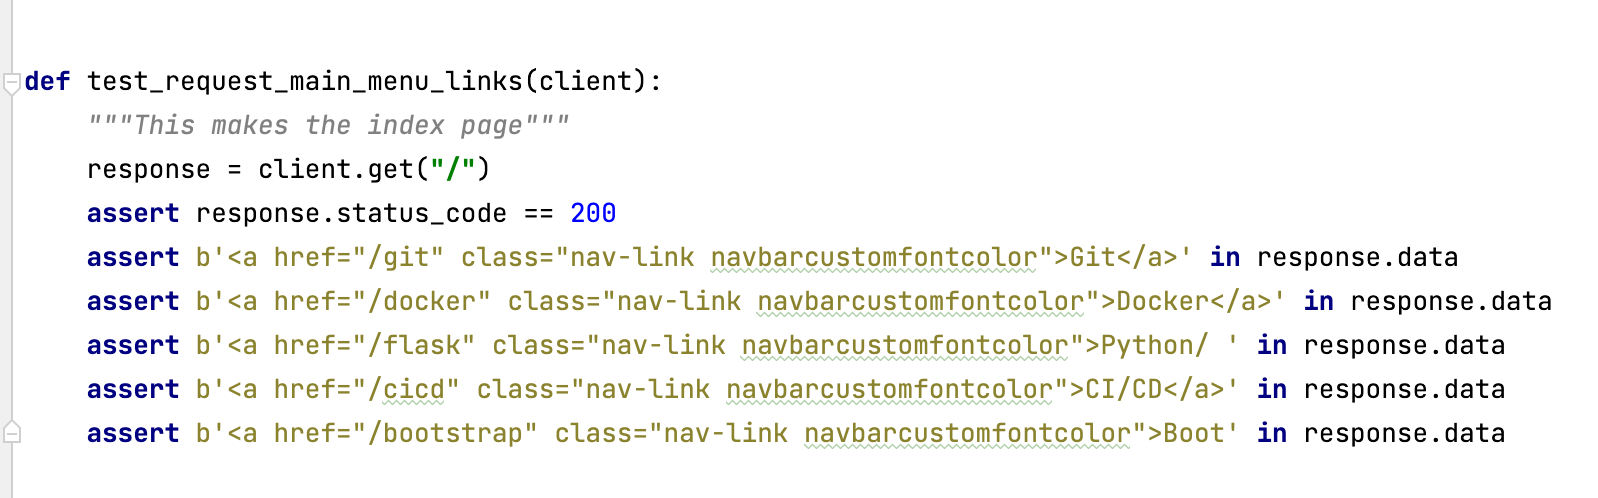 def test_request_main_menu_links(client):
    """This makes the index page"""
    response = client.get("/")
    assert response.status_code == 200
    assert b'<a href="/git" class="nav-link navbarcustomfontcolor">Git</a>' in response.data
    assert b'<a href="/docker" class="nav-link navbarcustomfontcolor">Docker</a>' in response.data
    assert b'<a href="/flask" class="nav-link navbarcustomfontcolor">Python/ ' in response.data
    assert b'<a href="/cicd" class="nav-link navbarcustomfontcolor">CI/CD</a>' in response.data
    assert b'<a href="/bootstrap" class="nav-link navbarcustomfontcolor">Boot' in response.data